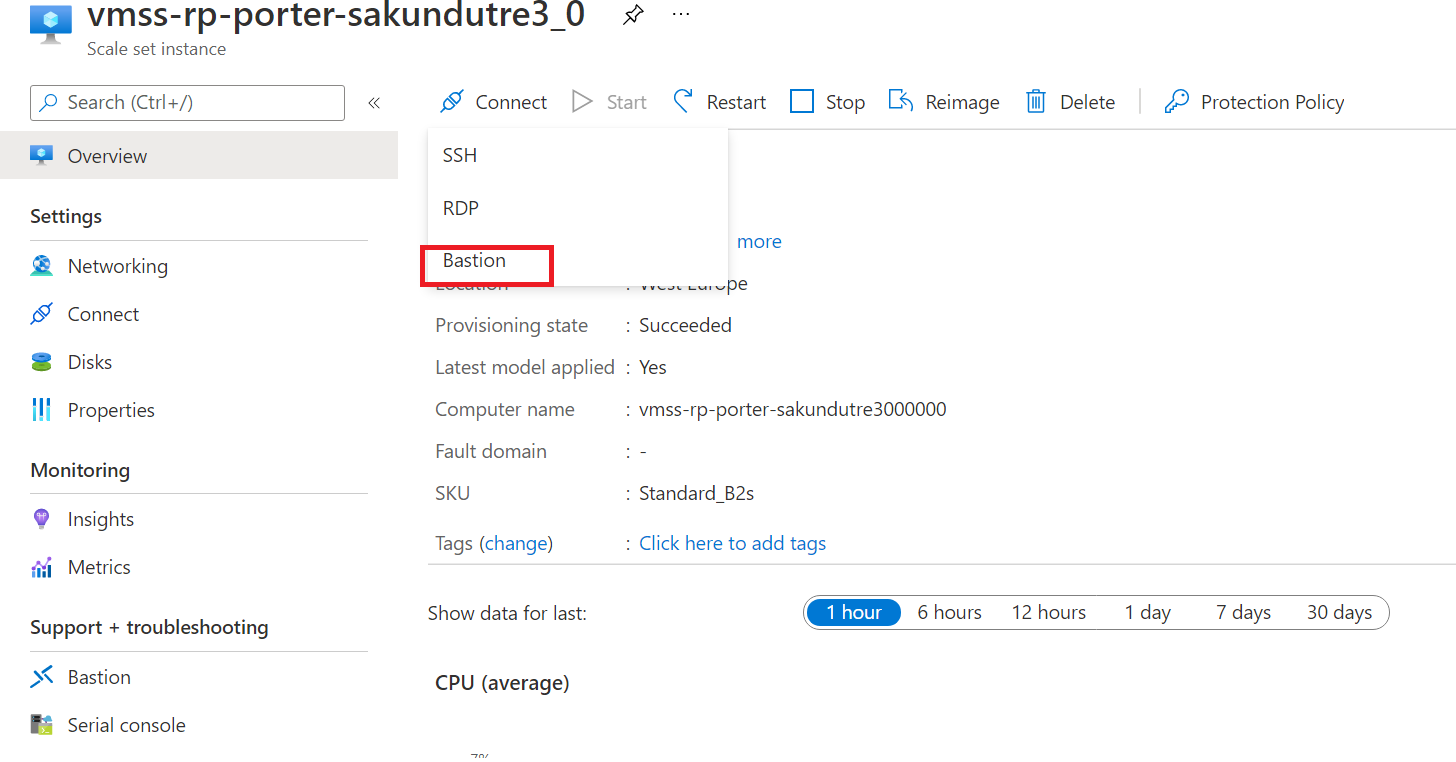 vmss-rp-porter-sakundutre3_0 ...
Scale set instance
Search (Ctrl+/) «
Connect Start Restart Stop Reimage Delete Protection Policy
Overview
Settings
Networking
Connect
Disks
Properties
Monitoring
Insights
Metrics
Support + troubleshooting
Bastion
Serial console
SSH
RDP
Bastion
more
Location : West Europe
Provisioning state : Succeeded
Latest model applied : Yes
Computer name : vmss-rp-porter-sakundutre3000000
Fault domain : -
SKU : Standard_B2s
Tags (change) : Click here to add tags
Show data for last: 1 hour 6 hours 12 hours 1 day 7 days 30 days
CPU (average)